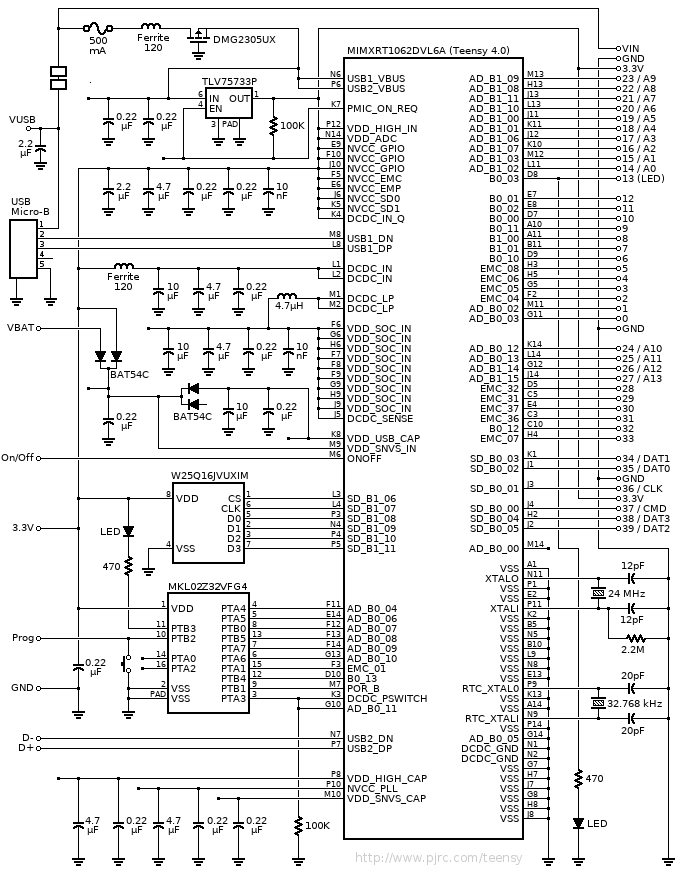 500 mA
Ferrite 120
DMG2305UX
MIMXRT1062DVL6A (Teensy 4.0)
VIN
GND
3.3V
TLV75733P
6 IN OUT 1
4 EN
3 PAD
0.22 µF
0.22 µF
100K
VUSB
2.2 µF
2.2 µF
4.7 µF
0.22 µF
0.22 µF
10 nF
USB Micro-B
1
2
3
4
5
Ferrite 120
10 µF
4.7 µF
0.22 µF
4.7µH
VBAT
BAT54C
10 µF
4.7 µF
0.22 µF
10 nF
BAT54C
0.22 µF
10 µF
0.22 µF
On/Off
N6 USB1_VBUS
P6 USB2_VBUS
K7 PMIC_ON_REQ
P12 VDD_HIGH_IN
N14 VDD_ADC
E9 NVCC_GPIO
F10 NVCC_GPIO
J10 NVCC_GPIO
F5 NVCC_EMC
E6 NVCC_EMP
J6 NVCC_SD0
K5 NVCC_SD1
K4 DCDC_IN_Q
M8 USB1_DN
L8 USB1_DP
L1 DCDC_IN
L2 DCDC_IN
M1 DCDC_LP
M2 DCDC_LP
F6 VDD_SOC_IN
G6 VDD_SOC_IN
H6 VDD_SOC_IN
F7 VDD_SOC_IN
F8 VDD_SOC_IN
F9 VDD_SOC_IN
G9 VDD_SOC_IN
H9 VDD_SOC_IN
J9 VDD_SOC_IN
J5 DCDC_SENSE
K8 VDD_USB_CAP
M9 VDD_SNVS_IN
M6 ONOFF
AD_B1_09 M13 23 / A9
AD_B1_08 H13 22 / A8
AD_B1_11 J13 21 / A7
AD_B1_10 L13 20 / A6
AD_B1_00 J11 19 / A5
AD_B1_01 K11 18 / A4
AD_B1_06 J12 17 / A3
AD_B1_07 K10 16 / A2
AD_B1_03 M12 15 / A1
AD_B1_02 L11 14 / A0
B0_03 D8 13 (LED)
B0_01 E7 12
B0_02 E8 11
B0_00 D7 10
B0_11 A10 9
B1_00 A11 8
B1_01 B11 7
B0_10 D9 6
EMC_08 H3 5
EMC_06 H5 4
EMC_05 G5 3
EMC_04 F2 2
AD_B0_02 M11 1
AD_B0_03 G11 0
GND
AD_B0_12 K14 24 / A10
AD_B0_13 L14 25 / A11
AD_B1_14 G12 26 / A12
AD_B1_15 J14 27 / A13
EMC_32 D5 28
EMC_31 C5 29
EMC_37 E4 30
EMC_36 C3 31
B0_12 C10 32
EMC_07 H4 33
SD_B0_03 K1 34 / DAT1
SD_B0_02 J1 35 / DAT0
GND
SD_B0_01 J3 36 / CLK
3.3V
SD_B0_00 J4 37 / CMD
SD_B0_04 H2 38 / DAT3
SD_B0_05 J2 39 / DAT2
AD_B0_00 M14
W25Q16JVUXIM
8 VDD
4 VSS
CS 1 L3 SD_B1_06
CLK 6 L4 SD_B1_07
D0 5 P3 SD_B1_08
D1 2 N4 SD_B1_09
D2 3 P4 SD_B1_10
D3 7 P5 SD_B1_11
3.3V
LED
470
MKL02Z32VFG4
1 VDD
11 PTB3
10 PTB2
14 PTA0
16 PTA2
2 VSS
PAD VSS
PTA4 4 F11 AD_B0_04
PTA5 5 E14 AD_B0_06
PTB0 8 F12 AD_B0_07
PTB5 13 F13 AD_B0_08
PTA7 7 F14 AD_B0_09
PTA6 6 G13 AD_B0_10
PTA1 15 F3 EMC_01
PTB4 12 D10 B0_13
PTB1 9 M7 POR_B
PTA3 3 K3 DCDC_PSWITCH
G10 AD_B0_11
Prog
0.22 µF
GND
D-
D+
N7 USB2_DN
P7 USB2_DP
P8 VDD_HIGH_CAP
P10 NVCC_PLL
M10 VDD_SNVS_CAP
4.7 µF
0.22 µF
4.7 µF
0.22 µF
0.22 µF
100K
VSS A1
XTALO N11
VSS P1
VSS E2
XTALI P11
VSS K2
VSS B5
VSS N5
VSS B10
VSS L9
VSS N8
VSS E13
RTC_XTALO P9
VSS K13
VSS A14
RTC_XTALI N9
VSS P14
AD_B0_05 G14
DCDC_GND N1
DCDC_GND N2
VSS G7
VSS H7
VSS J7
VSS G8
VSS H8
VSS J8
12pF
24 MHz
12pF
2.2M
20pF
32.768 kHz
20pF
470
LED
http://www.pjrc.com/teensy